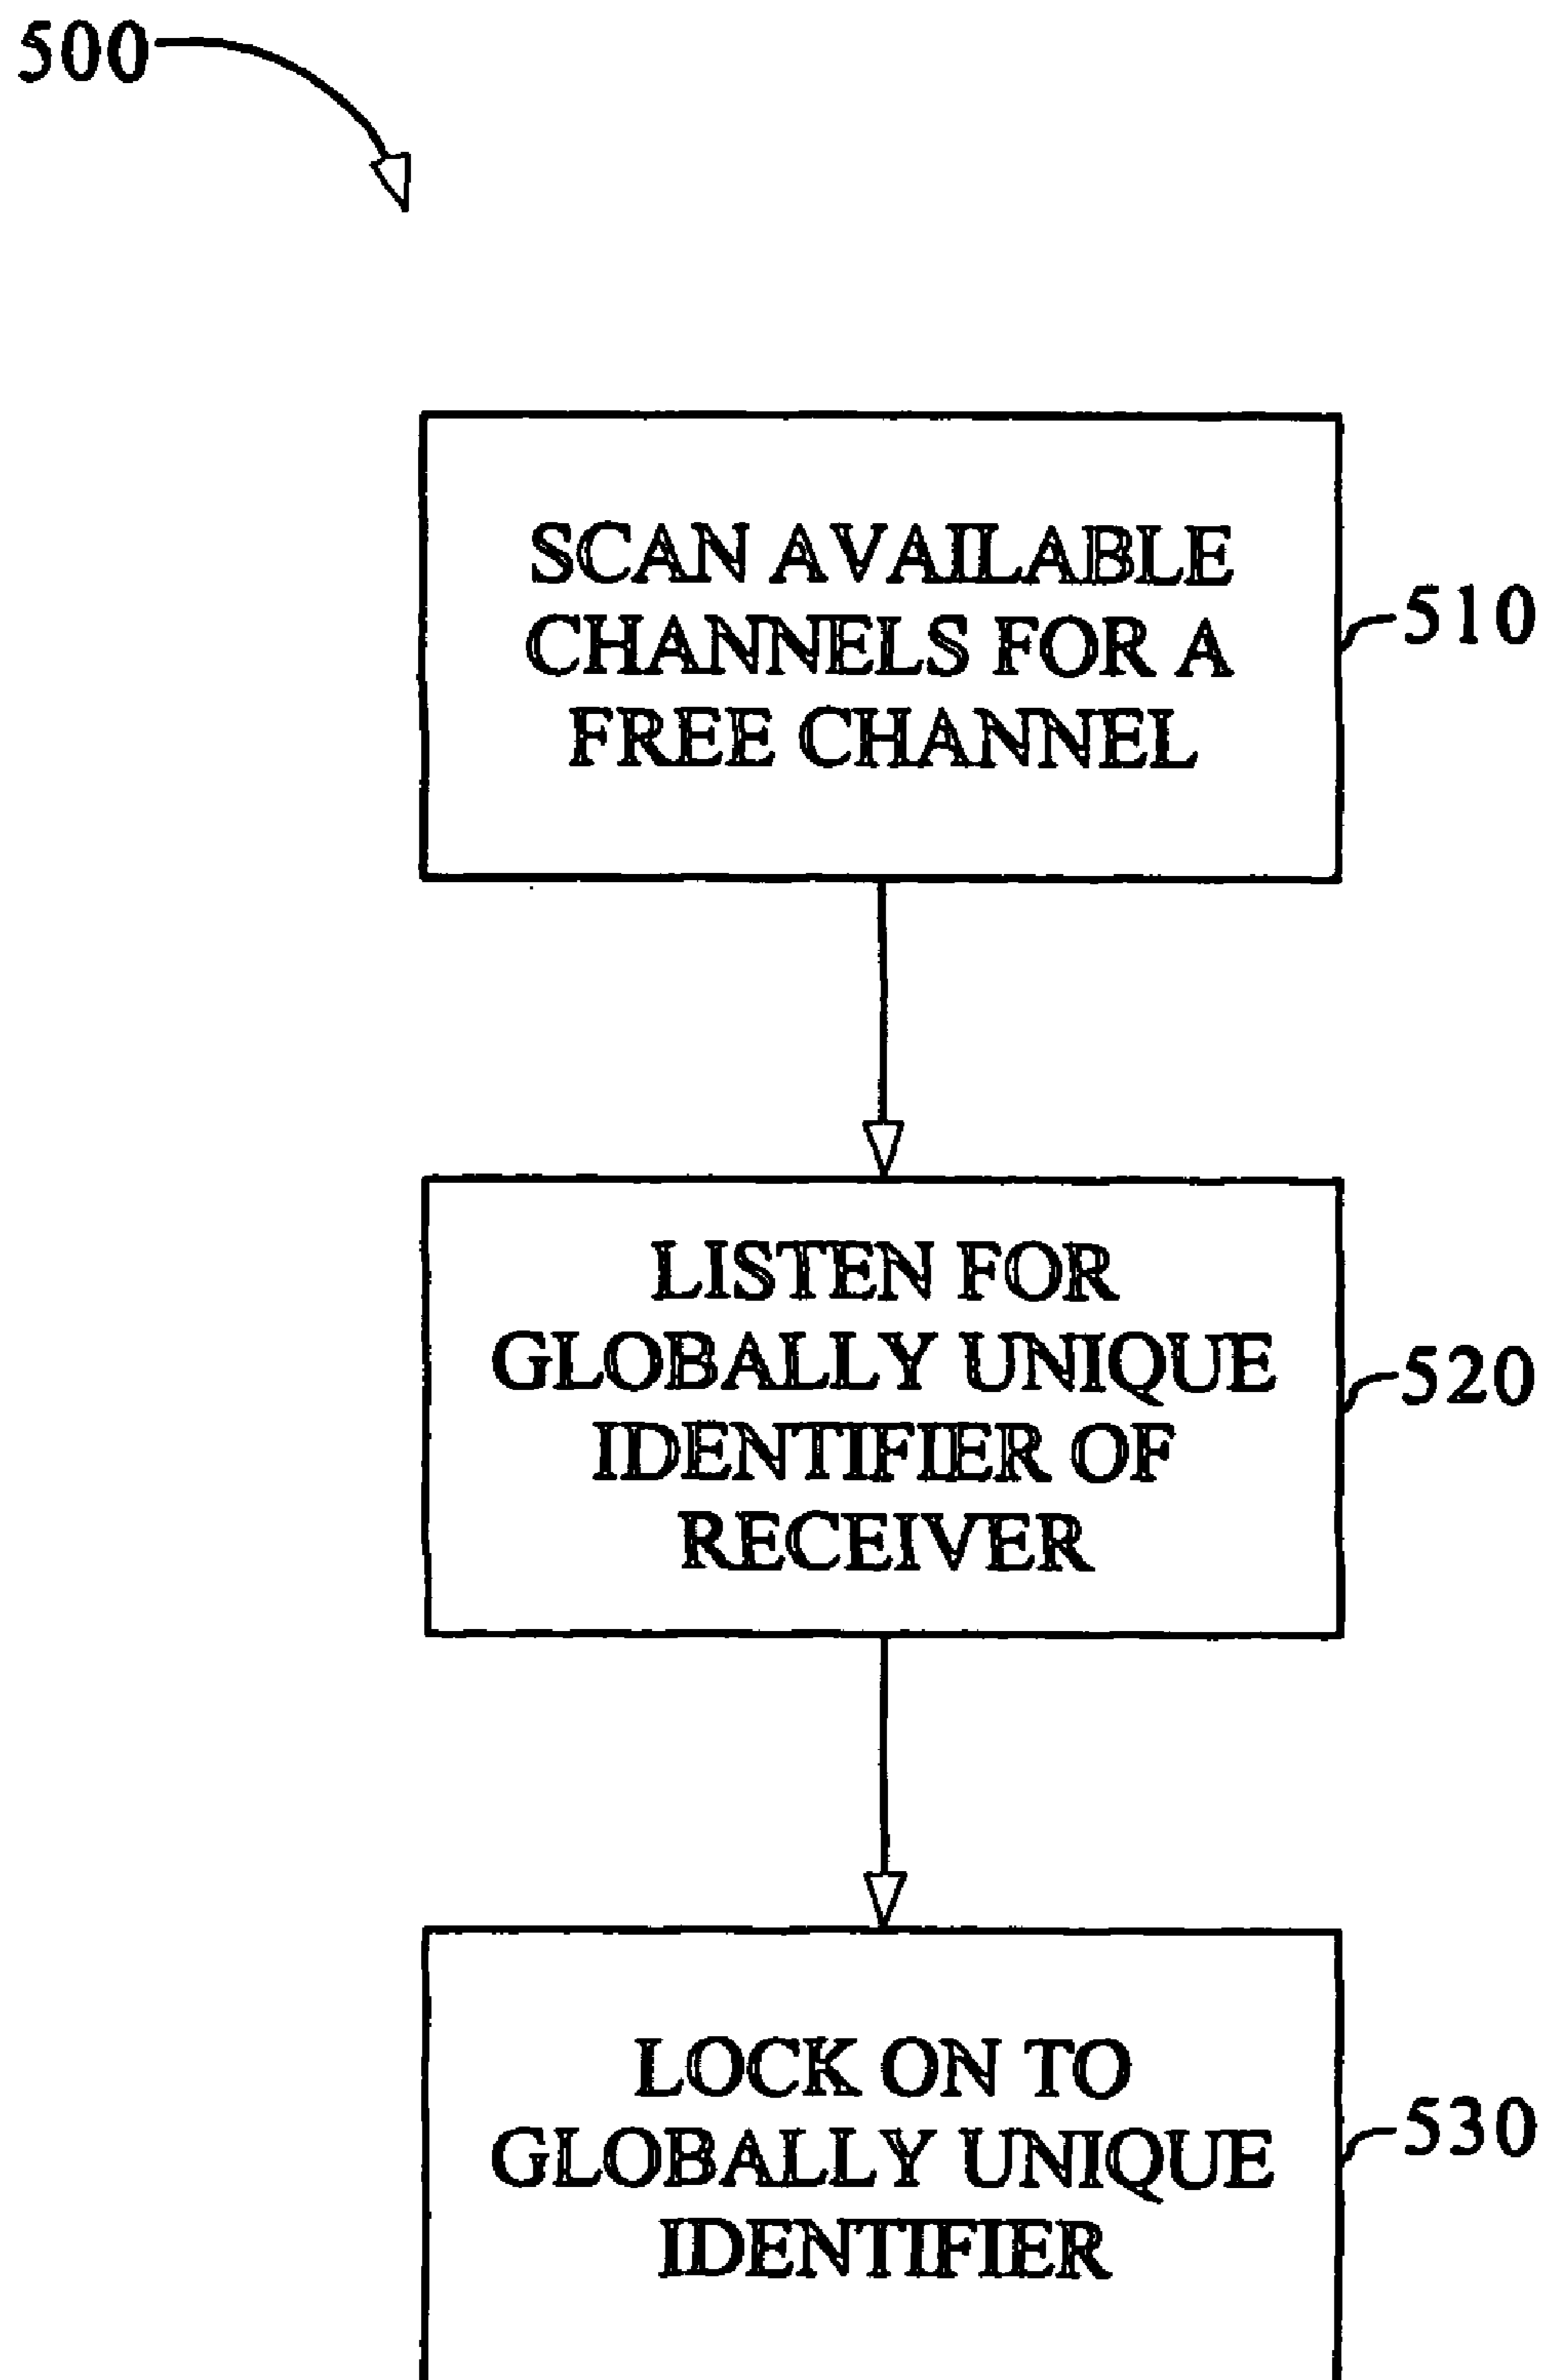 500
SCAN AVAILABLE
CHANNELS FOR A
FREE CHANNEL
510
LISTEN FOR
GLOBALLY UNIQUE
IDENTIFIER OF
RECEIVER
520
LOCK ON TO
GLOBALLY UNIQUE
IDENTIFIER
530